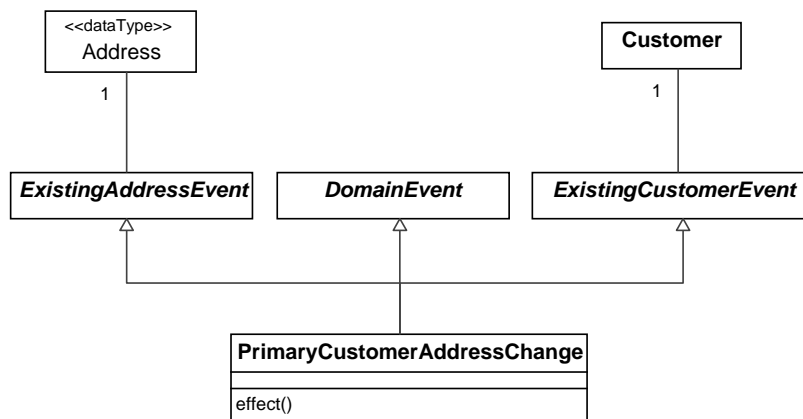 <<dataType>>
Address
Customer
1
1
ExistingAddressEvent
DomainEvent
ExistingCustomerEvent
PrimaryCustomerAddressChange
effect()